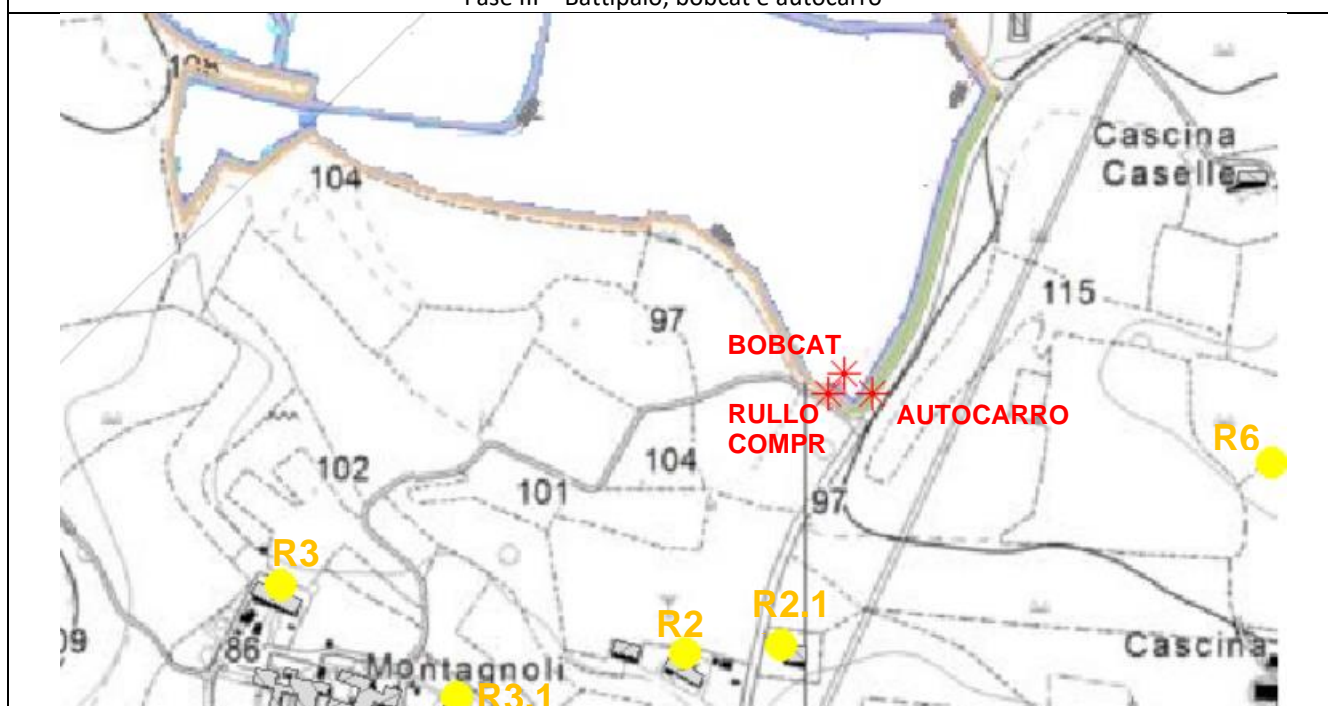 Fase III – Battipalo, bobcat e autocarro
108
Cascina
Caselle
104
115
97
BOBCAT
RULLO
COMPR
AUTOCARRO
R6
102
104
101
97
R3
R2.1
R2
86
Montagnoli
Cascina
R3.1